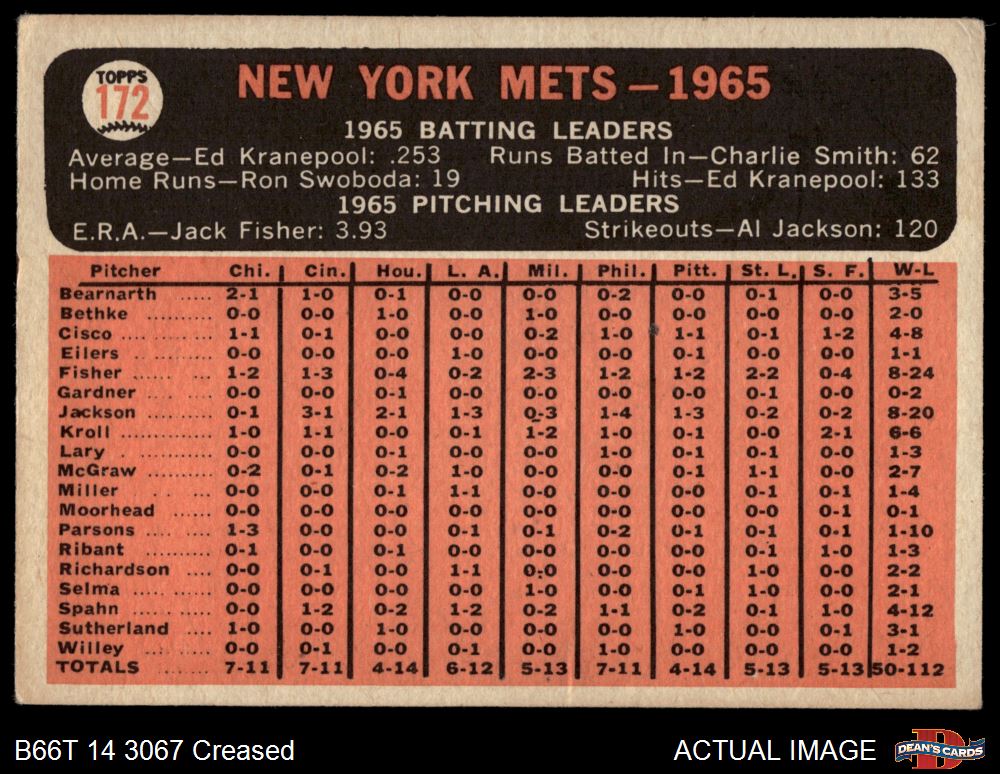 TOPPS
172
NEW YORK METS — 1965
1965 BATTING LEADERS
Average—Ed Kranepool: .253 Runs Batted In—Charlie Smith: 62
Home Runs—Ron Swoboda: 19 Hits—Ed Kranepool: 133
1965 PITCHING LEADERS
E.R.A.—Jack Fisher: 3.93 Strikeouts—Al Jackson: 120
Pitcher Chi. Cin. Hou. L. A. Mil. Phil. Pitt. St. L. S. F. W-L
Bearnarth ...... 2-1 1-0 0-1 0-0 0-0 0-2 0-0 0-1 0-0 3-5
Bethke .......... 0-0 0-0 1-0 0-0 1-0 0-0 0-0 0-0 0-0 2-0
Cisco .... ........ 1-1 0-1 0-0 0-0 0-2 1-0 1-1 0-1 1-2 4-8
Eilers .......... 0-0 0-0 0-0 1-0 0-0 0-0 0-1 0-0 0-0 1-1
Fisher ...... ... 1-2 1-3 0-4 0-2 2-3 1-2 1-2 2-2 0-4 8-24
Gardner .... ... 0-0 0-0 0-1 0-0 0-0 0-0 0-0 0-1 0-0 0-2
Jackson .......... 0-1 3-1 2-1 1-3 0-3 1-4 1-3 0-2 0-2 8-20
Kroll ............. 1-0 1-1 0-0 0-1 1-2 1-0 0-1 0-0 2-1 6-6
Lary . .......... 0-0 0-0 0-1 0-0 0-0 1-0 0-1 0-1 0-0 1-3
McGraw .......... 0-2 0-1 0-2 1-0 0-0 0-0 0-1 1-1 0-0 2-7
Miller . . ... 0-0 0-0 0-1 1-1 0-0 0-0 0-0 0-1 0-1 1-4
Moorhead ...... 0-0 0-0 0-0 0-0 0-0 0-0 0-0 0-0 0-1 0-1
Parsons .......... 1-3 0-0 0-0 0-1 0-1 0-2 0-1 0-1 0-1 1-10
Ribant .......... 0-1 0-0 0-1 0-0 0-0 0-0 0-0 0-1 1-0 1-3
Richardson .... 0-0 0-1 0-0 1-1 0-0 0-0 0-0 1-0 0-0 2-2
Selma ..... ...... 0-0 0-0 0-0 0-0 1-0 0-0 0-1 1-0 0-0 2-1
Spahn ..... ...... 0-0 1-2 0-2 1-2 0-2 1-1 0-2 0-1 1-0 4-12
Sutherland .... 1-0 0-0 1-0 0-0 0-0 0-0 1-0 0-0 0-1 3-1
Willey .......... 0-0 0-1 0-0 0-1 0-0 1-0 0-0 0-0 0-0 1-2
TOTALS ........ 7-11 7-11 4-14 6-12 5-13 7-11 4-14 5-13 5-13 50-112
B66T 14 3067 Creased ACTUAL IMAGE D DEAN'S CARDS